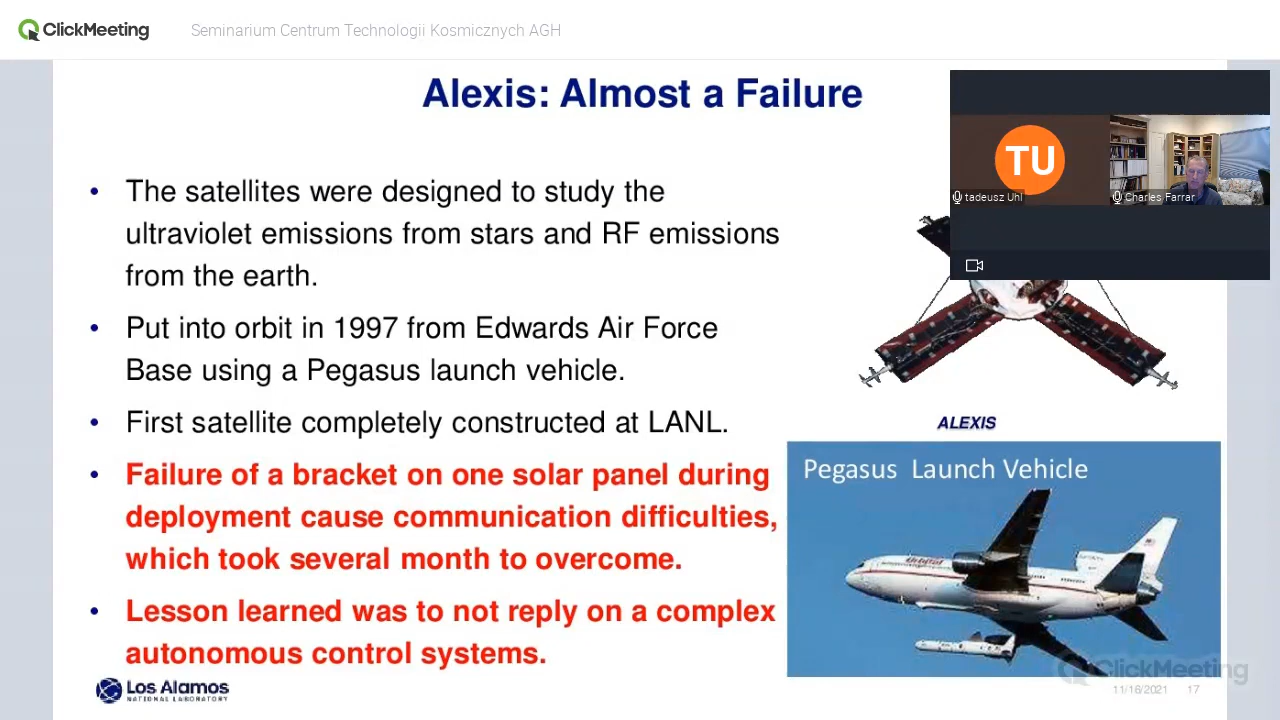 ClickMeeting
Seminarium Centrum Technologii Kosmicznych AGH
Alexis: Almost a Failure
TU
tadeusz Uhl
Charles Farrar
• The satellites were designed to study the
ultraviolet emissions from stars and RF emissions
from the earth.
• Put into orbit in 1997 from Edwards Air Force
Base using a Pegasus launch vehicle.
• First satellite completely constructed at LANL.
• Failure of a bracket on one solar panel during
deployment cause communication difficulties,
which took several month to overcome.
• Lesson learned was to not reply on a complex
autonomous control systems.
ALEXIS
Pegasus Launch Vehicle
Los Alamos
NATIONAL LABORATORY
ClickMeeting
11/16/2021 17